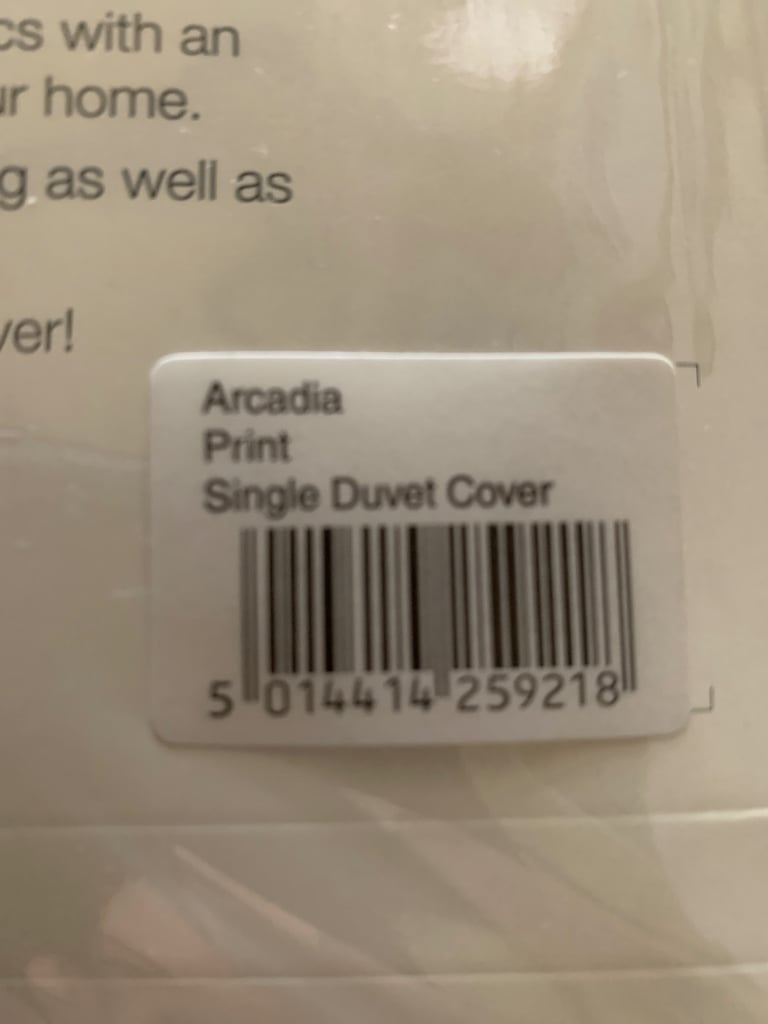 with an
home.
as well as
Arcadia
Print
Single Duvet Cover
5 014414 259218